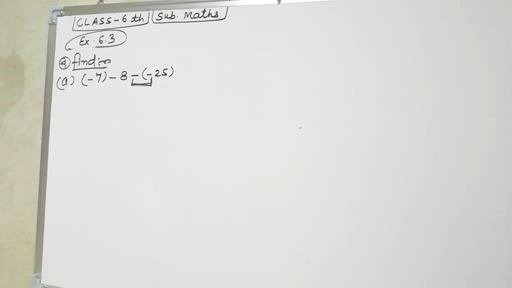 CLASS-6th Sub. Maths
Ex. 6.3
④ Find:-
(a) (-7) - 8 - (-25)